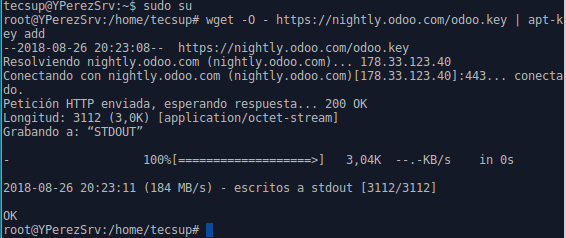 tecsup@YPerezSrv:~$ sudo su
root@YPerezSrv:/home/tecsup# wget -O - https://nightly.odoo.com/odoo.key | apt-k
ey add
--2018-08-26 20:23:08--  https://nightly.odoo.com/odoo.key
Resolviendo nightly.odoo.com (nightly.odoo.com)... 178.33.123.40
Conectando con nightly.odoo.com (nightly.odoo.com)[178.33.123.40]:443... conecta
do.
Petición HTTP enviada, esperando respuesta... 200 OK
Longitud: 3112 (3,0K) [application/octet-stream]
Grabando a: “STDOUT”
-                   100%[===================>]   3,04K  --.-KB/s    in 0s
2018-08-26 20:23:11 (184 MB/s) - escritos a stdout [3112/3112]
OK
root@YPerezSrv:/home/tecsup#